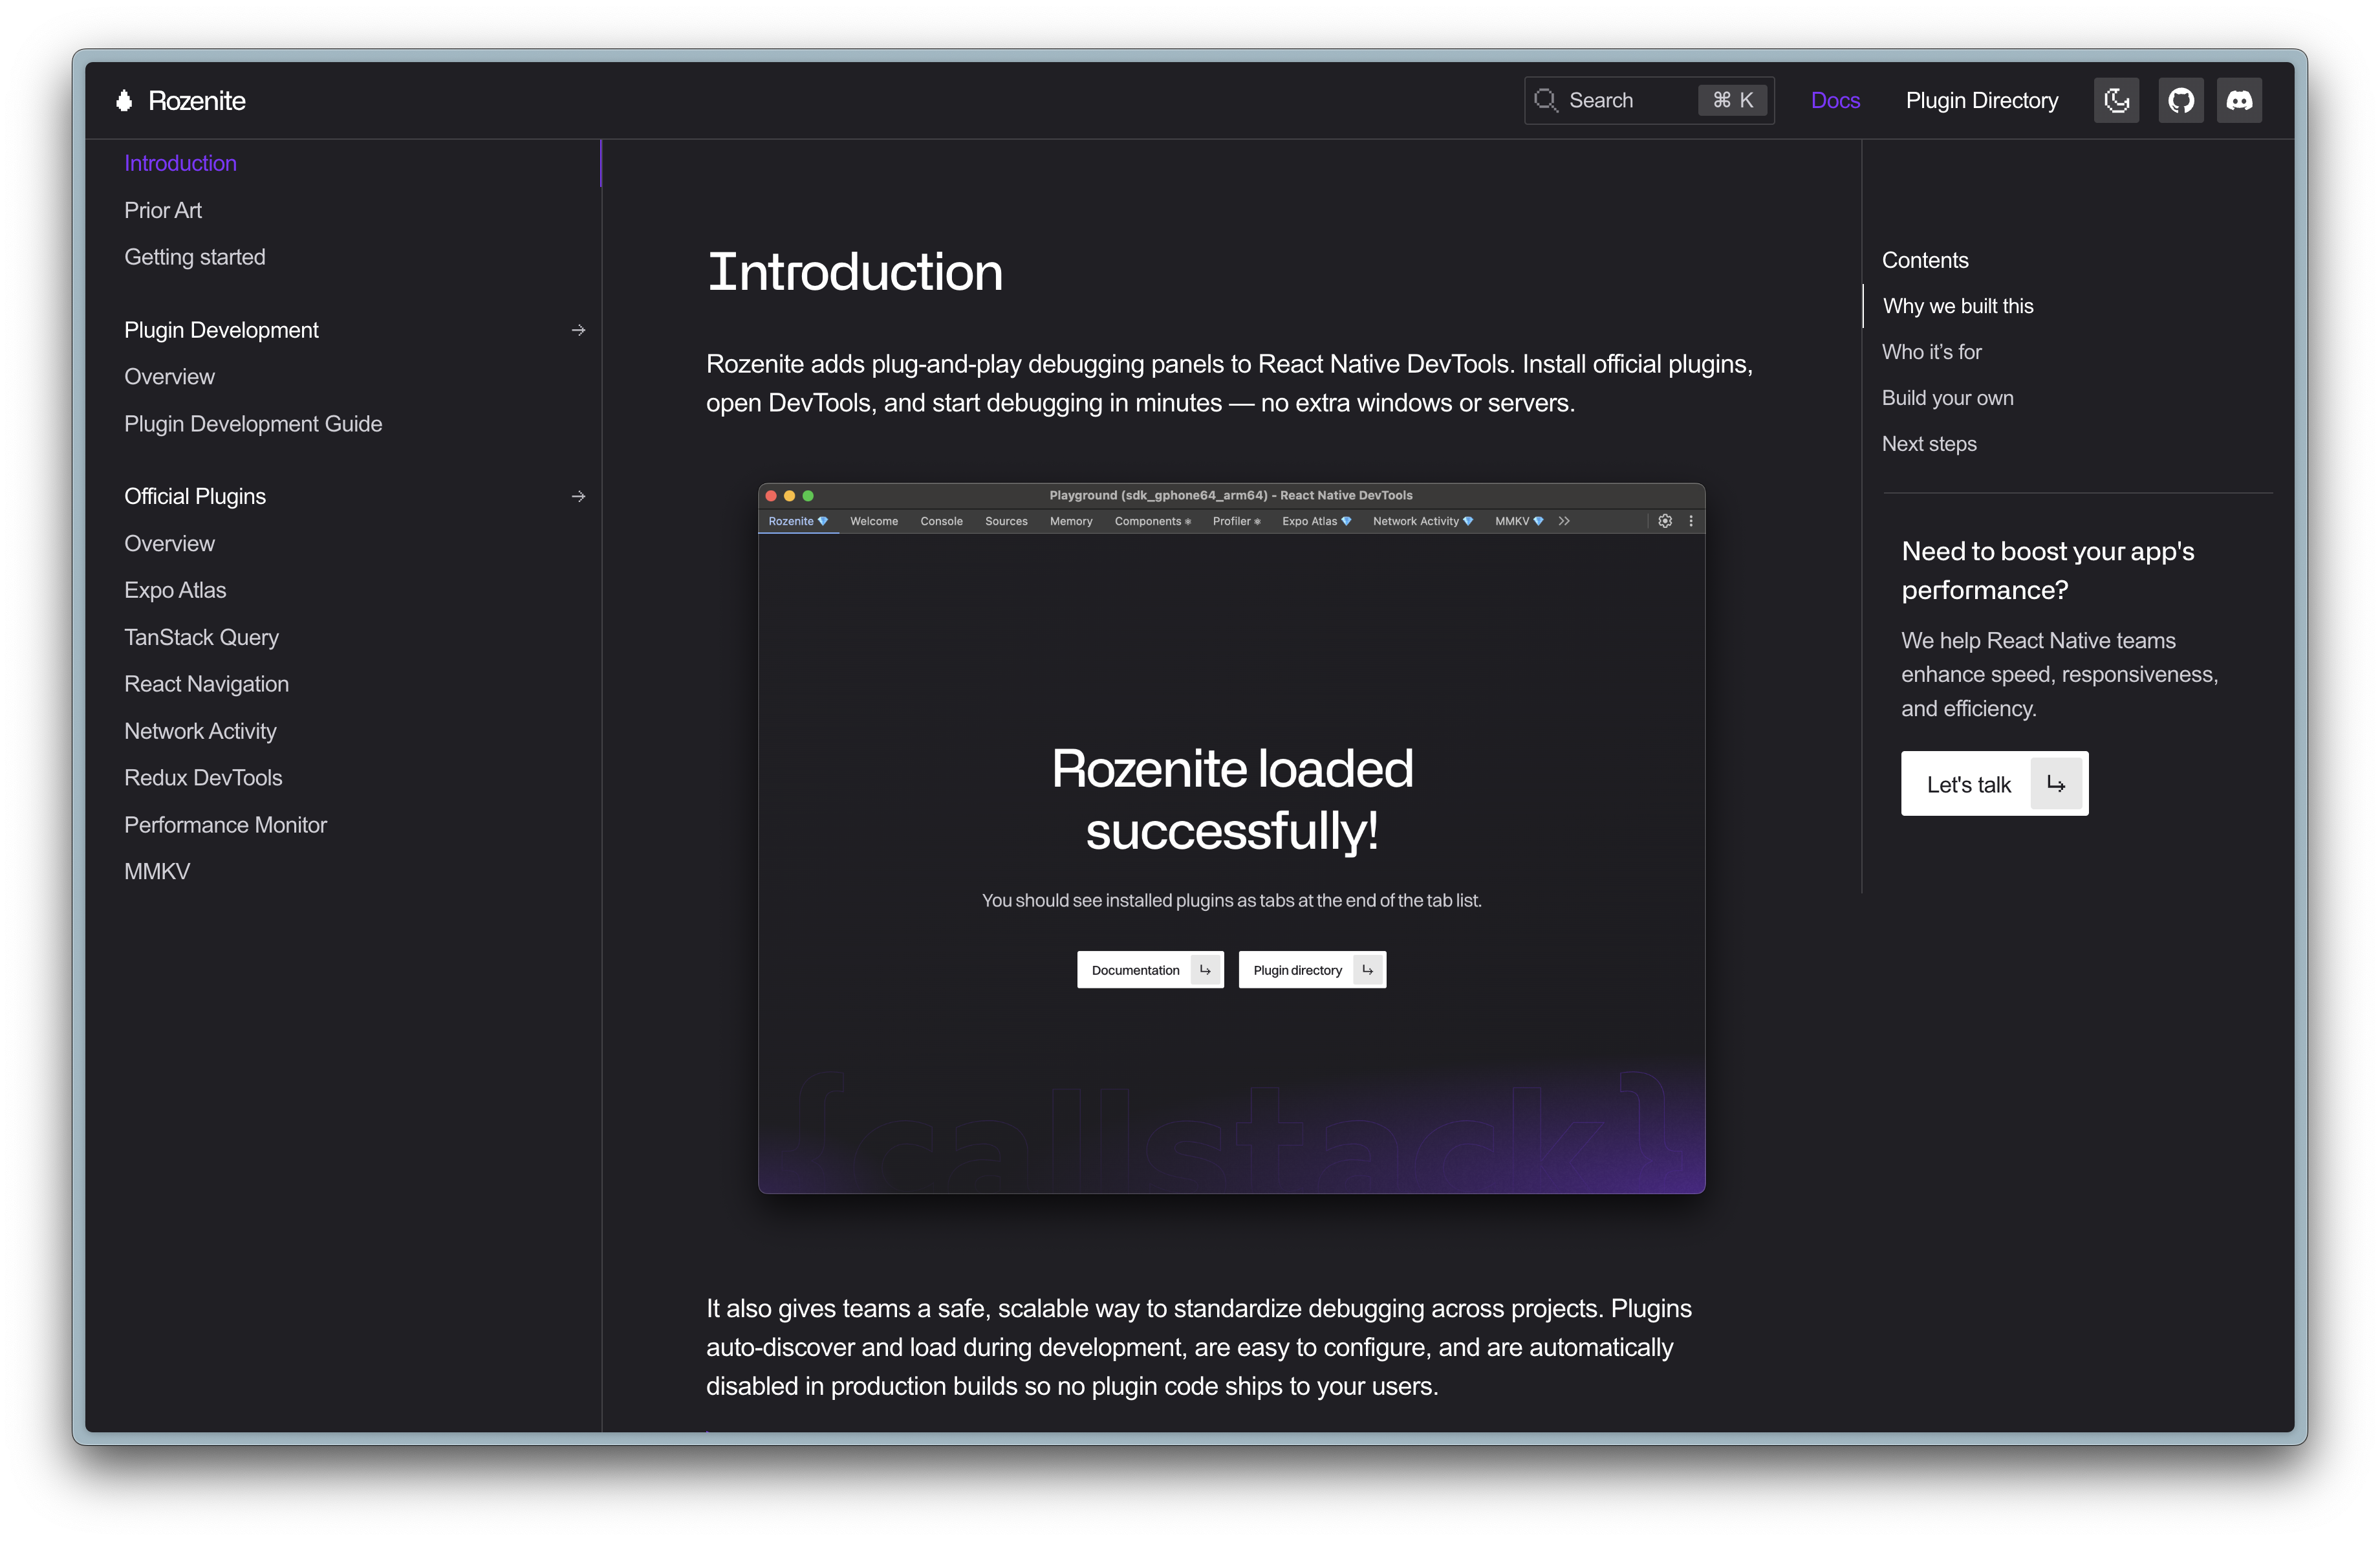 Rozenite
Search
⌘ K
Docs
Plugin Directory
Introduction
Prior Art
Getting started
Plugin Development
Overview
Plugin Development Guide
Official Plugins
Overview
Expo Atlas
TanStack Query
React Navigation
Network Activity
Redux DevTools
Performance Monitor
MMKV
Introduction
Rozenite adds plug-and-play debugging panels to React Native DevTools. Install official plugins,
open DevTools, and start debugging in minutes — no extra windows or servers.
Playground (sdk_gphone64_arm64) - React Native DevTools
Rozenite 💎 Welcome Console Sources Memory Components ⚛ Profiler ⚛ Expo Atlas 💎 Network Activity 💎 MMKV 💎
Rozenite loaded
successfully!
You should see installed plugins as tabs at the end of the tab list.
Documentation
Plugin directory
{callstack}
It also gives teams a safe, scalable way to standardize debugging across projects. Plugins
auto-discover and load during development, are easy to configure, and are automatically
disabled in production builds so no plugin code ships to your users.
Contents
Why we built this
Who it’s for
Build your own
Next steps
Need to boost your app's
performance?
We help React Native teams
enhance speed, responsiveness,
and efficiency.
Let's talk